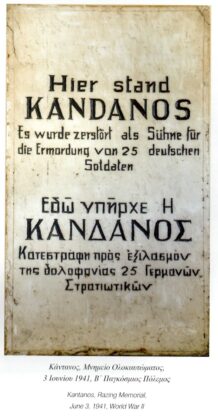 Hier stand
KANDANOS
Es wurde zerstört als Sühne für
die Ermordung von 25 deutschen
Soldaten
Εδώ υπήρχε Η
ΚΑΝΔΑΝΟΣ
Κατεστράφη πρὸς ἐξιλασμὸν
της δολοφονίας 25 Γερμανών
Στρατιωτικών
Κάντανος, Μνημείο Ολοκαυτώματος,
3 Ιουνίου 1941, Β΄ Παγκόσμιος Πόλεμος
Kantanos, Razing Memorial,
June 3, 1941, World War II